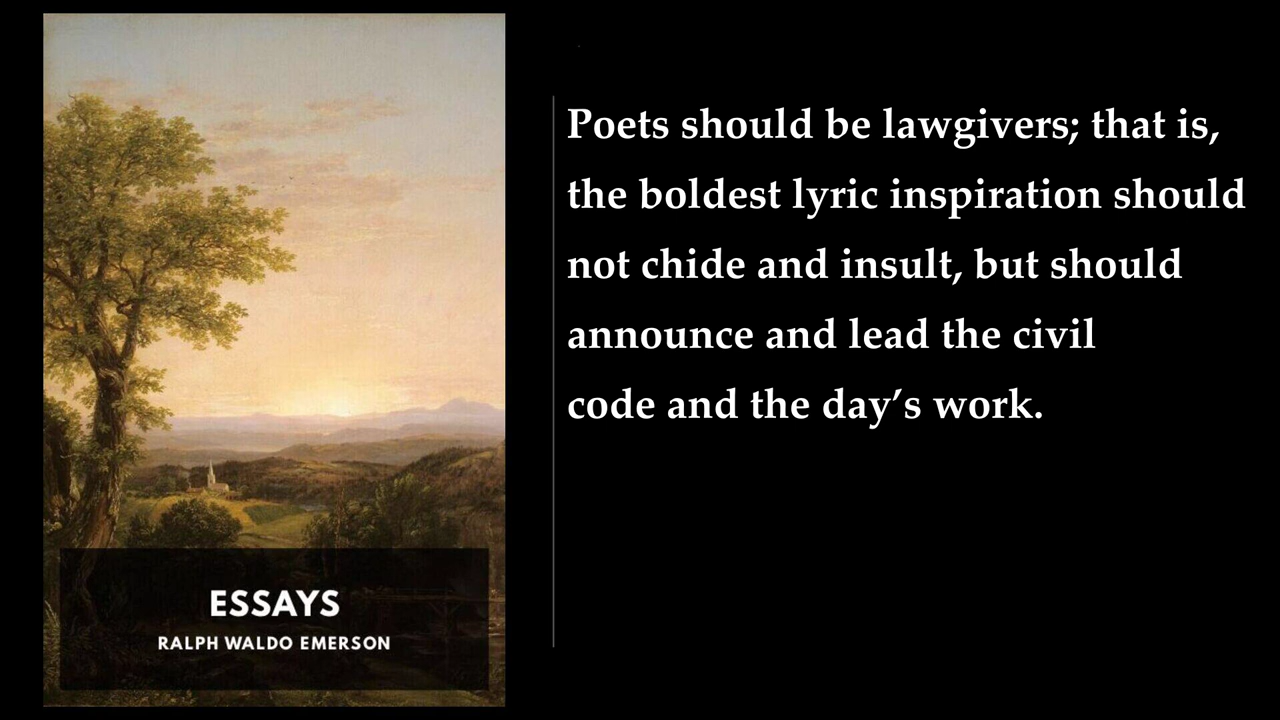 ESSAYS
RALPH WALDO EMERSON
Poets should be lawgivers; that is,
the boldest lyric inspiration should
not chide and insult, but should
announce and lead the civil
code and the day’s work.